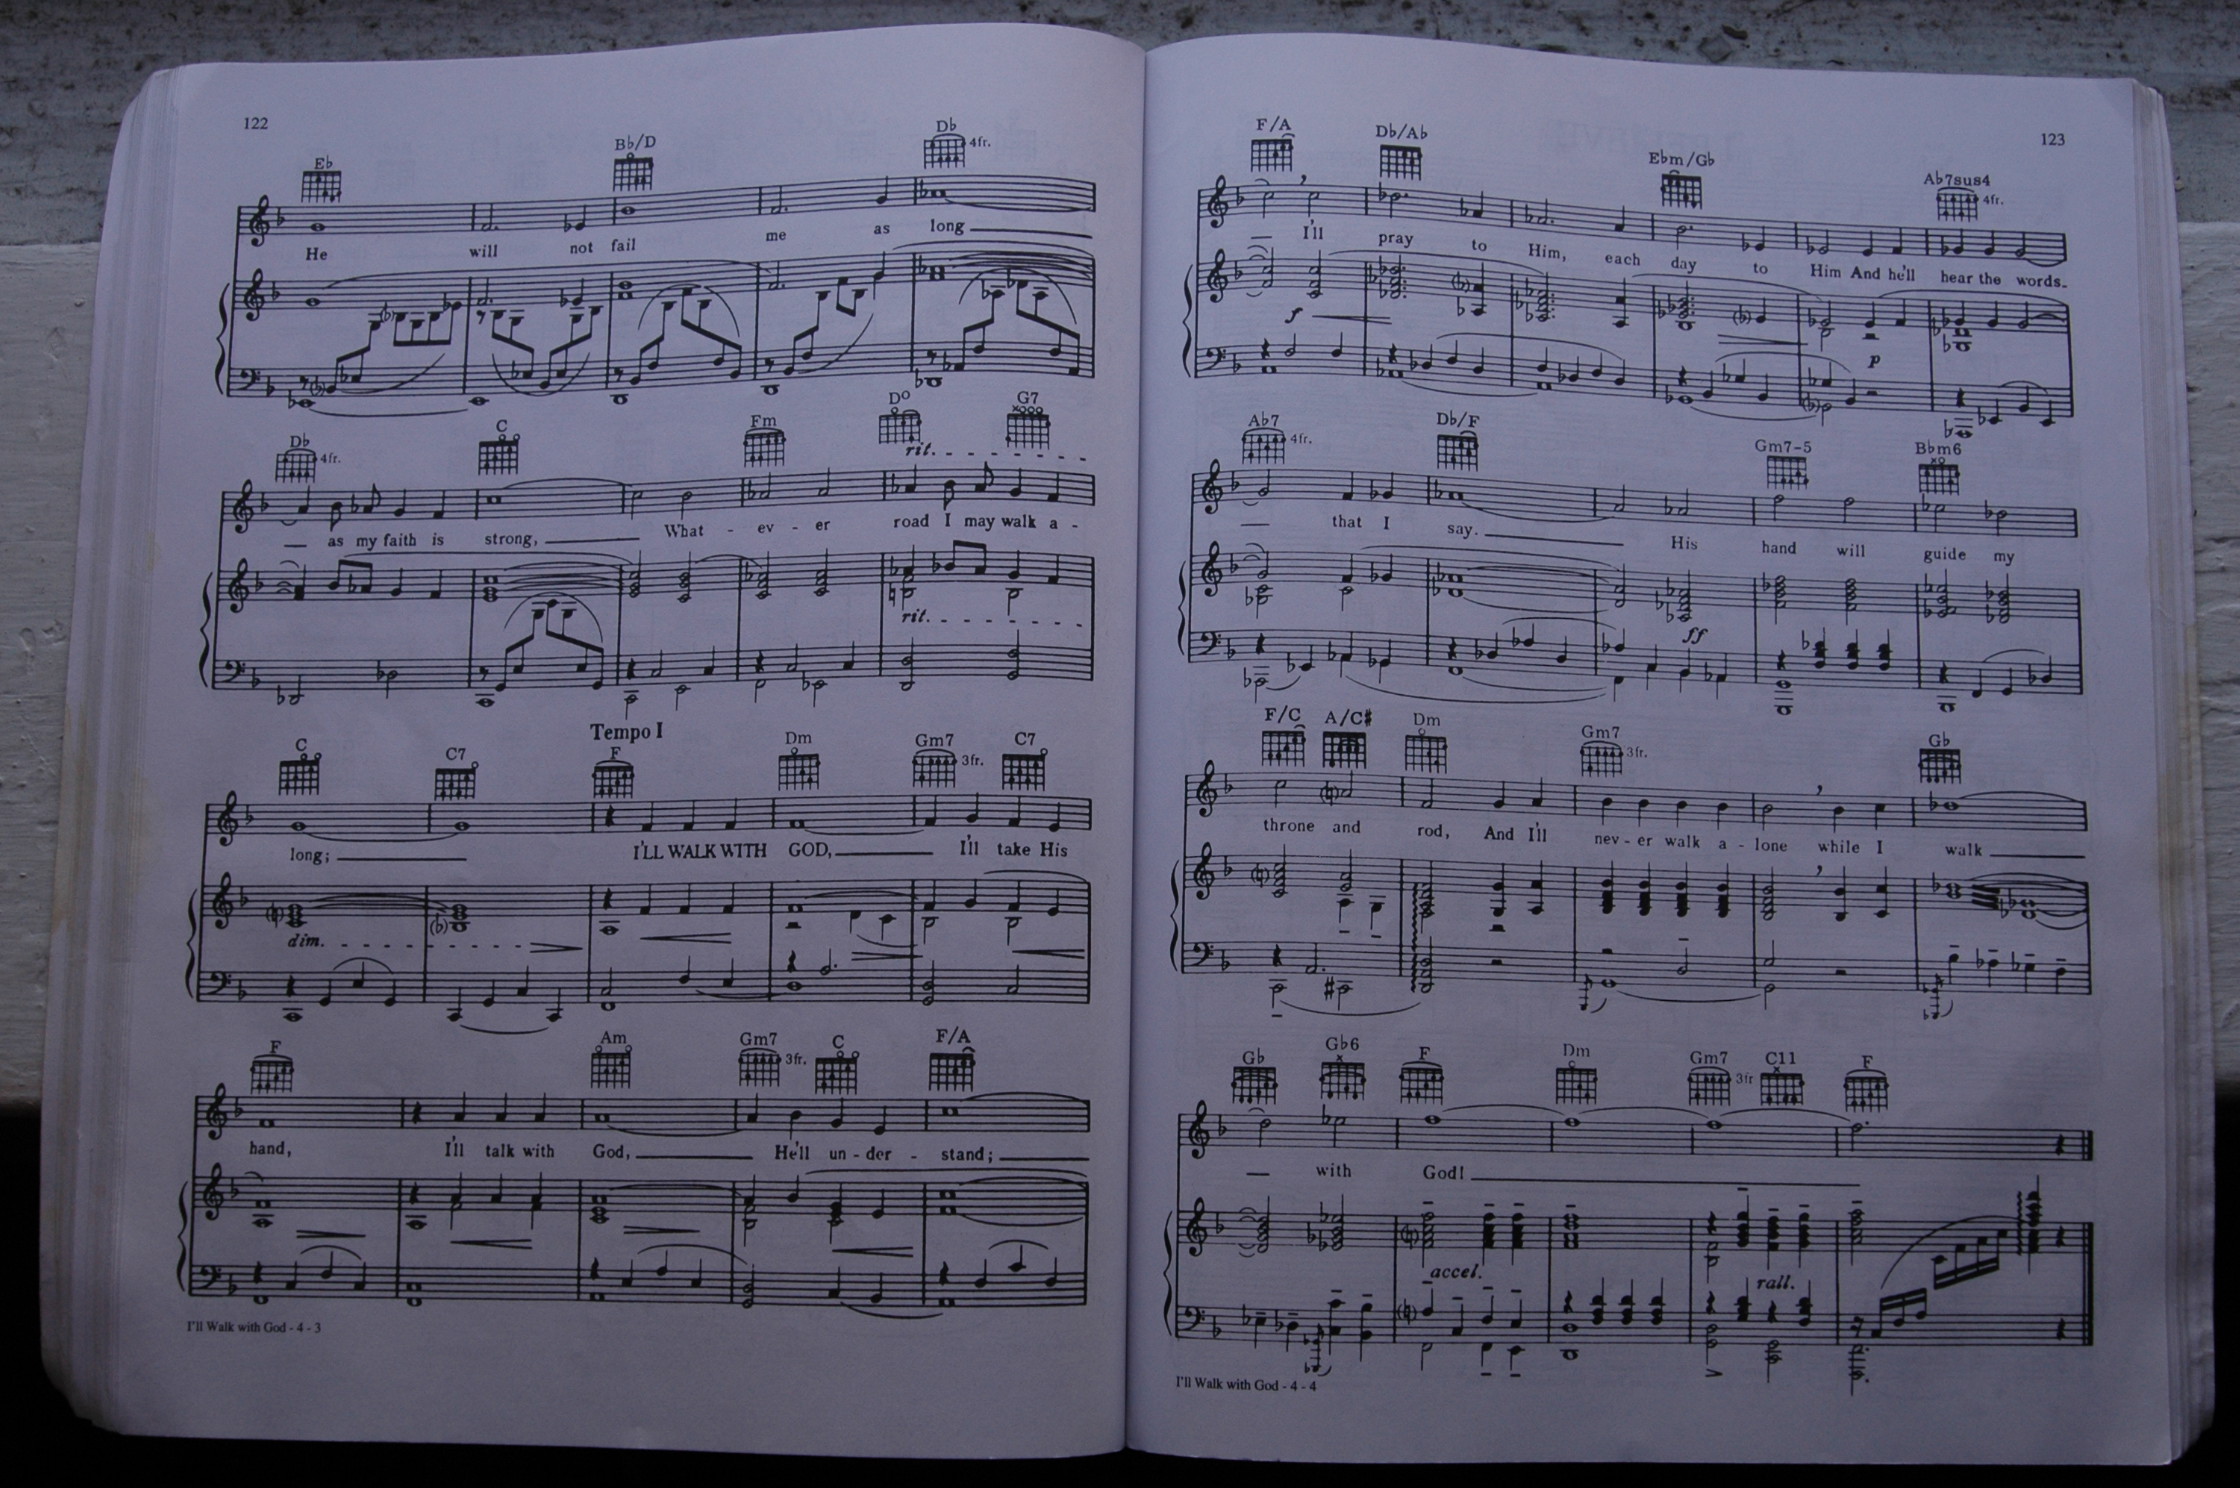 122
Eb Bb/D Db 4fr.
He will not fail me as long
Db 4fr. C Fm D° G7
rit.
as my faith is strong, What - ev - er road I may walk a -
rit.
Tempo I
C C7 F Dm Gm7 3fr. C7
long; I'LL WALK WITH GOD, I'll take His
dim.
F Am Gm7 3fr. C F/A
hand, I'll talk with God, He'll un - der - stand;
I'll Walk with God - 4 - 3
123
F/A Db/Ab Ebm/Gb Ab7sus4 4fr.
I'll pray to Him, each day to Him And he'll hear the words
f p
Ab7 4fr. Db/F Gm7-5 Bbm6
that I say. His hand will guide my
ff
F/C A/C# Dm Gm7 3fr. Gb
throne and rod, And I'll nev - er walk a - lone while I walk
Gb Gb6 F Dm Gm7 3fr C11 F
with God!
accel. rall.
I'll Walk with God - 4 - 4